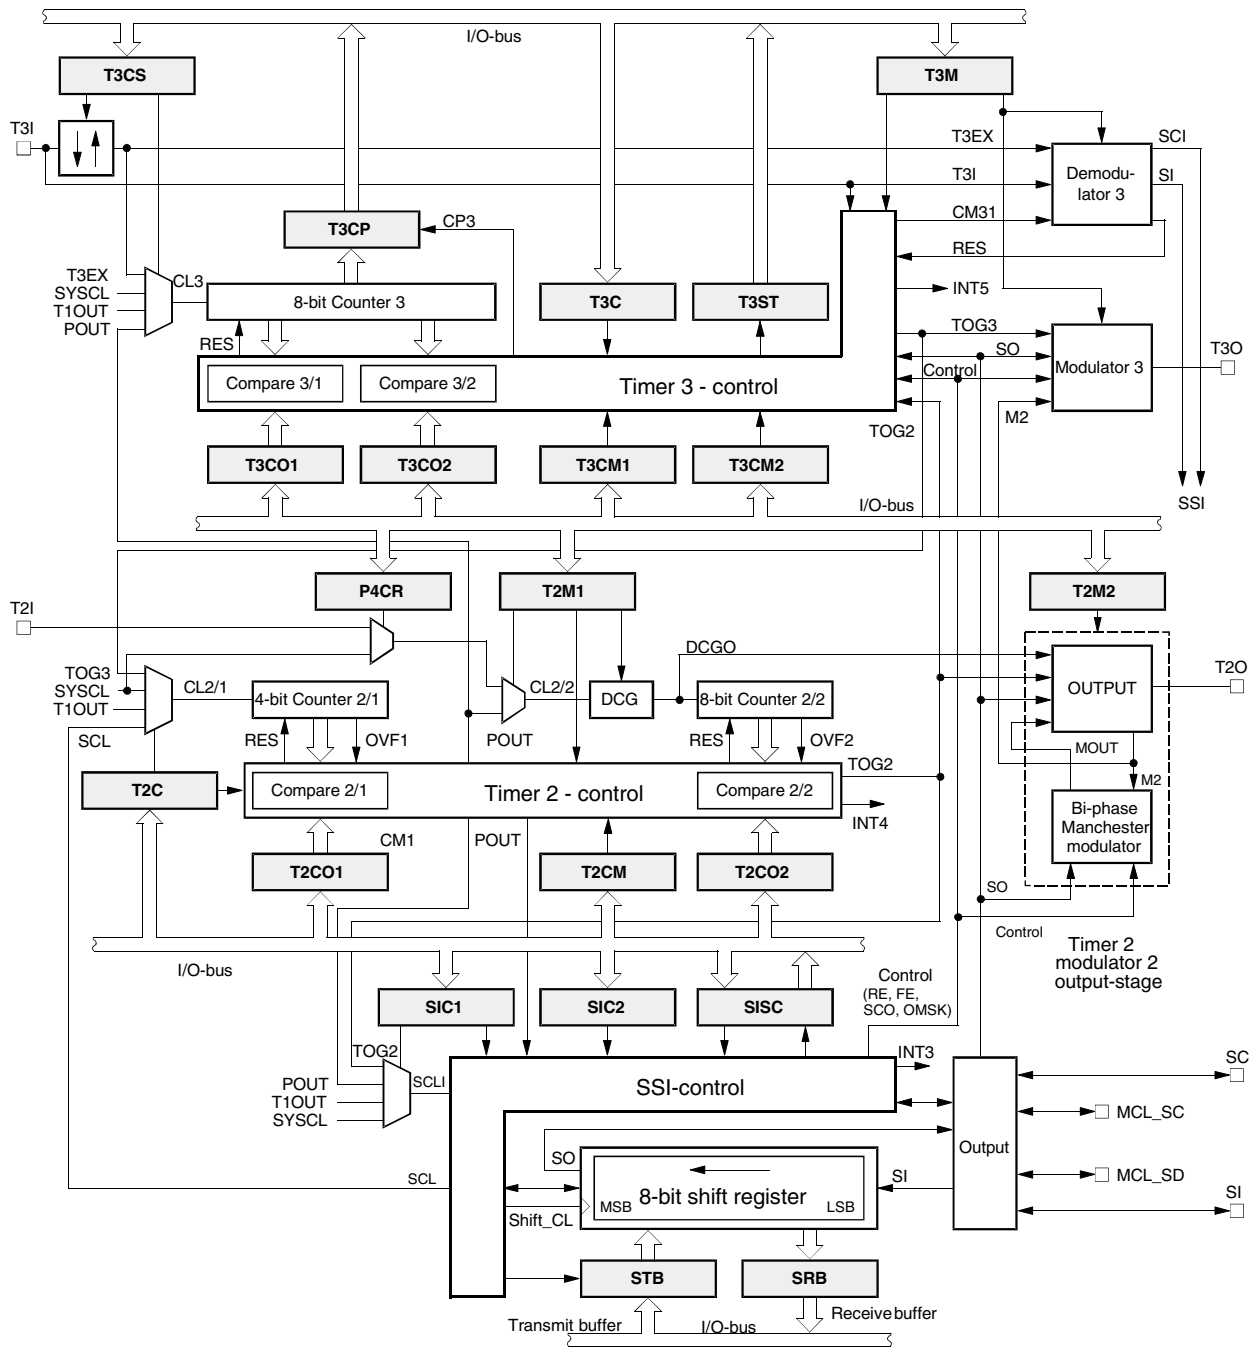 I/O-bus
T3CS
T3M
T3I
T3EX
SCI
T3I
SI
Demodu-
lator 3
T3CP
CP3
CM31
RES
T3EX
SYSCL
T1OUT
POUT
CL3
8-bit Counter 3
T3C
T3ST
INT5
RES
TOG3
SO
Control
Modulator 3
T3O
Compare 3/1
Compare 3/2
Timer 3 - control
M2
TOG2
T3CO1
T3CO2
T3CM1
T3CM2
I/O-bus
SSI
P4CR
T2M1
T2M2
T2I
DCGO
TOG3
SYSCL
T1OUT
SCL
CL2/1
4-bit Counter 2/1
CL2/2
DCG
8-bit Counter 2/2
OUTPUT
T2O
RES
OVF1
POUT
RES
OVF2
MOUT
T2C
Compare 2/1
Timer 2 - control
Compare 2/2
TOG2
INT4
M2
Bi-phase
Manchester
modulator
CM1
POUT
T2CO1
T2CM
T2CO2
SO
Control
Timer 2
modulator 2
output-stage
I/O-bus
Control
(RE, FE,
SCO, OMSK)
SIC1
SIC2
SISC
TOG2
POUT
T1OUT
SYSCL
SCLI
SSI-control
INT3
SC
MCL_SC
Output
SO
SI
MCL_SD
SCL
MSB
8-bit shift register
LSB
SI
Shift_CL
STB
SRB
Transmit buffer
I/O-bus
Receive buffer